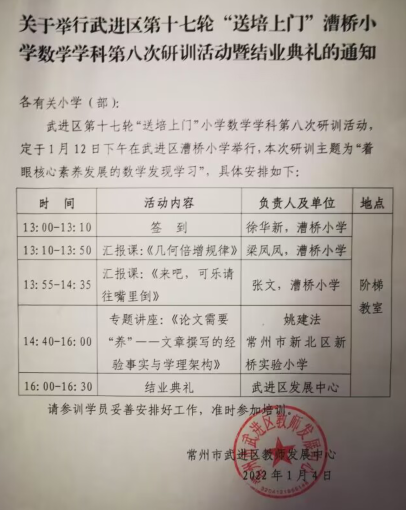 关于举行武进区第十七轮“送培上门”漕桥小
学数学学科第八次研训活动暨结业典礼的通知
各有关小学（部）：
武进区第十七轮“送培上门”小学数学学科第八次研训活动，
定于1月12日下午在武进区漕桥小学举行，本次研训主题为“着
眼核心素养发展的数学发现学习”，具体安排如下：
时 间 活动内容 负责人及单位 地点
13:00-13:10 签 到 徐华新，漕桥小学
13:10-13:50 汇报课：《几何倍增规律》 梁凤凤，漕桥小学
13:55-14:35 汇报课：《来吧，可乐请
往嘴里倒》 张文，漕桥小学
阶梯
教室
14:40-16:00 专题讲座：《论文需要
“养”——文章撰写的经
验事实与学理架构》
姚建法
常州市新北区新
桥实验小学
16:00-16:30 结业典礼 武进区发展中心
请参训学员妥善安排好工作，准时参加培训。
常州市武进区教师发展中心
2022年1月4日
常州市武进区教师发展中心